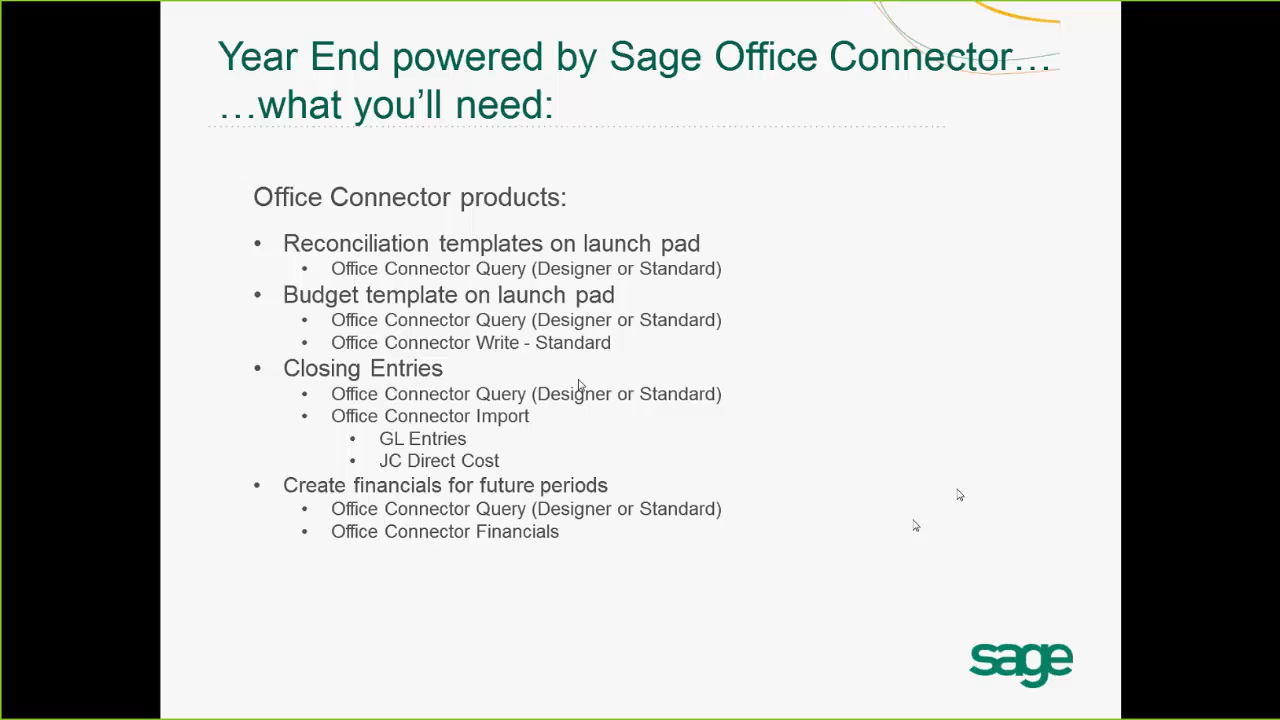 Year End powered by Sage Office Connector…
…what you'll need:
Office Connector products:
• Reconciliation templates on launch pad
• Office Connector Query (Designer or Standard)
• Budget template on launch pad
• Office Connector Query (Designer or Standard)
• Office Connector Write - Standard
• Closing Entries
• Office Connector Query (Designer or Standard)
• Office Connector Import
• GL Entries
• JC Direct Cost
• Create financials for future periods
• Office Connector Query (Designer or Standard)
• Office Connector Financials
sage